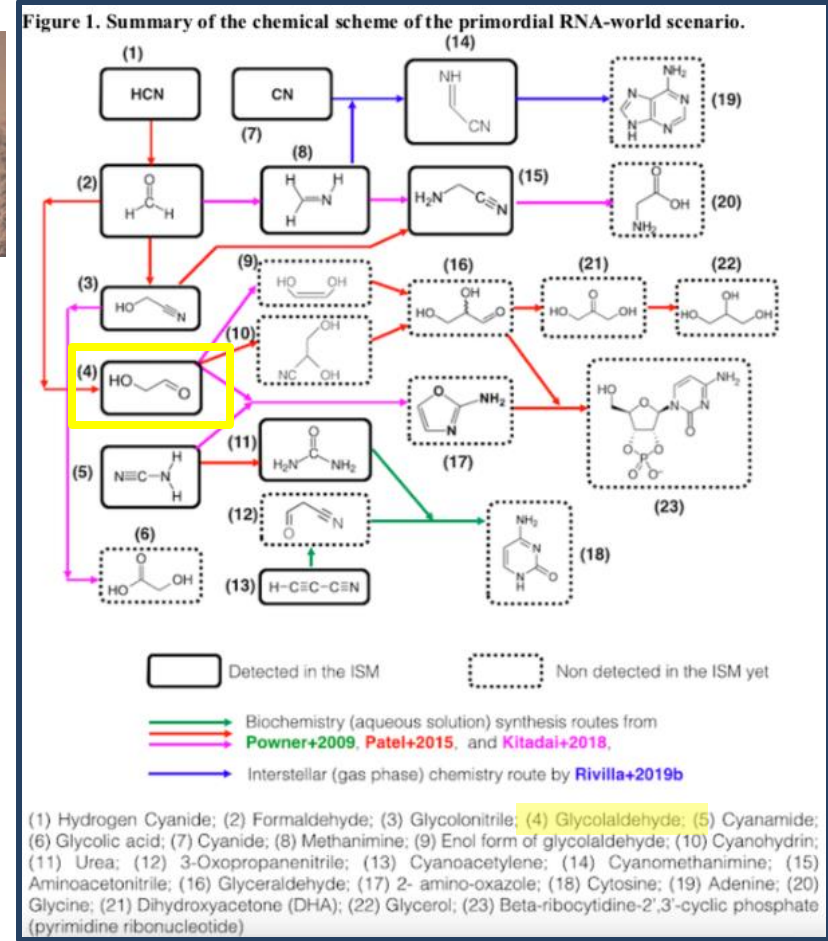 Figure 1. Summary of the chemical scheme of the primordial RNA-world scenario.
(1)
(14)
HCN
CN
NH
CN
NH₂
N
N
N
H
N
(19)
(7)
(8)
(2)
O
H
C
H
H
H
C=N
H
H₂N
C≡N
(15)
O
OH
NH₂
(20)
(3)
HO
N
(9)
HO
OH
(16)
OH
HO
O
(21)
O
HO
OH
(22)
OH
HO
OH
(10)
OH
NC
OH
(4)
HO
O
O
N
NH₂
(17)
HO
O
N
NH₂
N
O
O
O
P
O
O⁻
(23)
(5)
N≡C-N
H
H
(11)
O
H₂N
C
NH₂
(12)
O
N
NH₂
N
N
H
O
(18)
(6)
O
HO
OH
(13)
H-C≡C-C≡N
Detected in the ISM
Non detected in the ISM yet
Biochemistry (aqueous solution) synthesis routes from
Powner+2009, Patel+2015, and Kitadai+2018,
Interstellar (gas phase) chemistry route by Rivilla+2019b
(1) Hydrogen Cyanide; (2) Formaldehyde; (3) Glycolonitrile; (4) Glycolaldehyde; (5) Cyanamide;
(6) Glycolic acid; (7) Cyanide; (8) Methanimine; (9) Enol form of glycolaldehyde; (10) Cyanohydrin;
(11) Urea; (12) 3-Oxopropanenitrile; (13) Cyanoacetylene; (14) Cyanomethanimine; (15)
Aminoacetonitrile; (16) Glyceraldehyde; (17) 2- amino-oxazole; (18) Cytosine; (19) Adenine; (20)
Glycine; (21) Dihydroxyacetone (DHA); (22) Glycerol; (23) Beta-ribocytidine-2',3'-cyclic phosphate
(pyrimidine ribonucleotide)